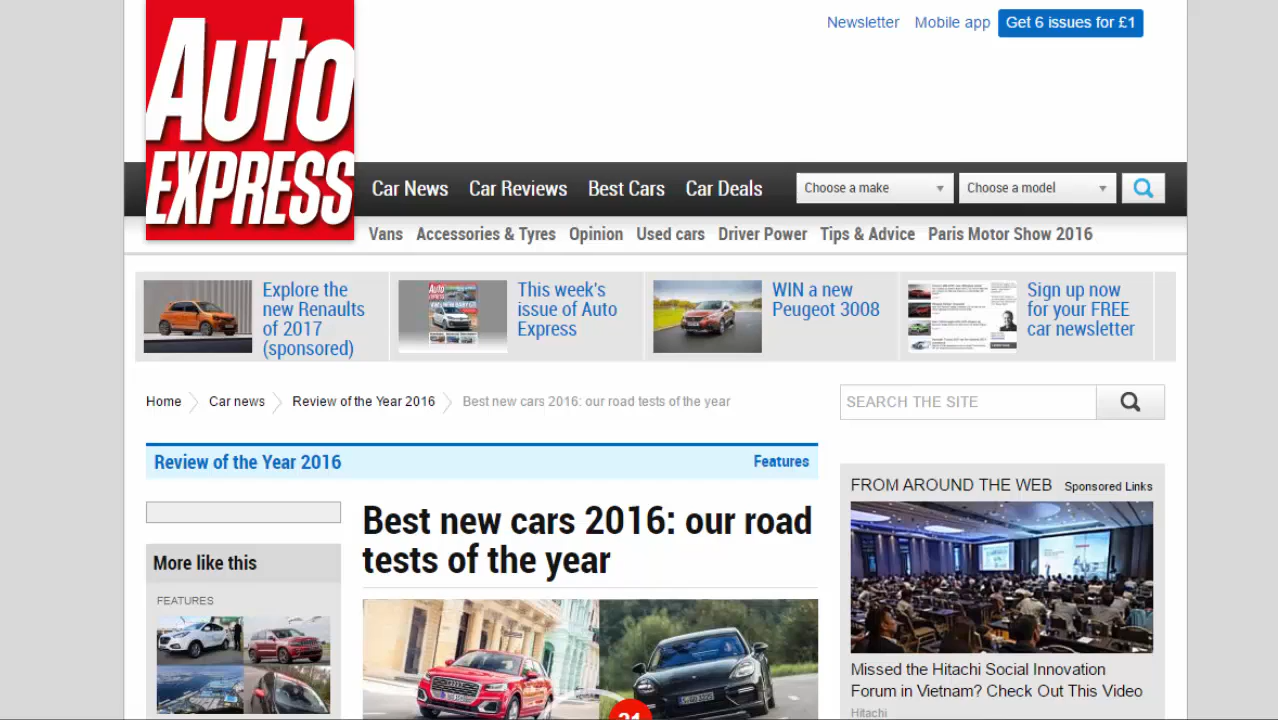 Auto
EXPRESS
Newsletter Mobile app Get 6 issues for £1
Car News Car Reviews Best Cars Car Deals Choose a make Choose a model
Vans Accessories & Tyres Opinion Used cars Driver Power Tips & Advice Paris Motor Show 2016
Explore the
new Renaults
of 2017
(sponsored)
This week's
issue of Auto
Express
WIN a new
Peugeot 3008
Sign up now
for your FREE
car newsletter
Home Car news Review of the Year 2016 Best new cars 2016: our road tests of the year
SEARCH THE SITE
Review of the Year 2016 Features
Best new cars 2016: our road
tests of the year
More like this
FEATURES
FROM AROUND THE WEB Sponsored Links
Missed the Hitachi Social Innovation
Forum in Vietnam? Check Out This Video
Hitachi